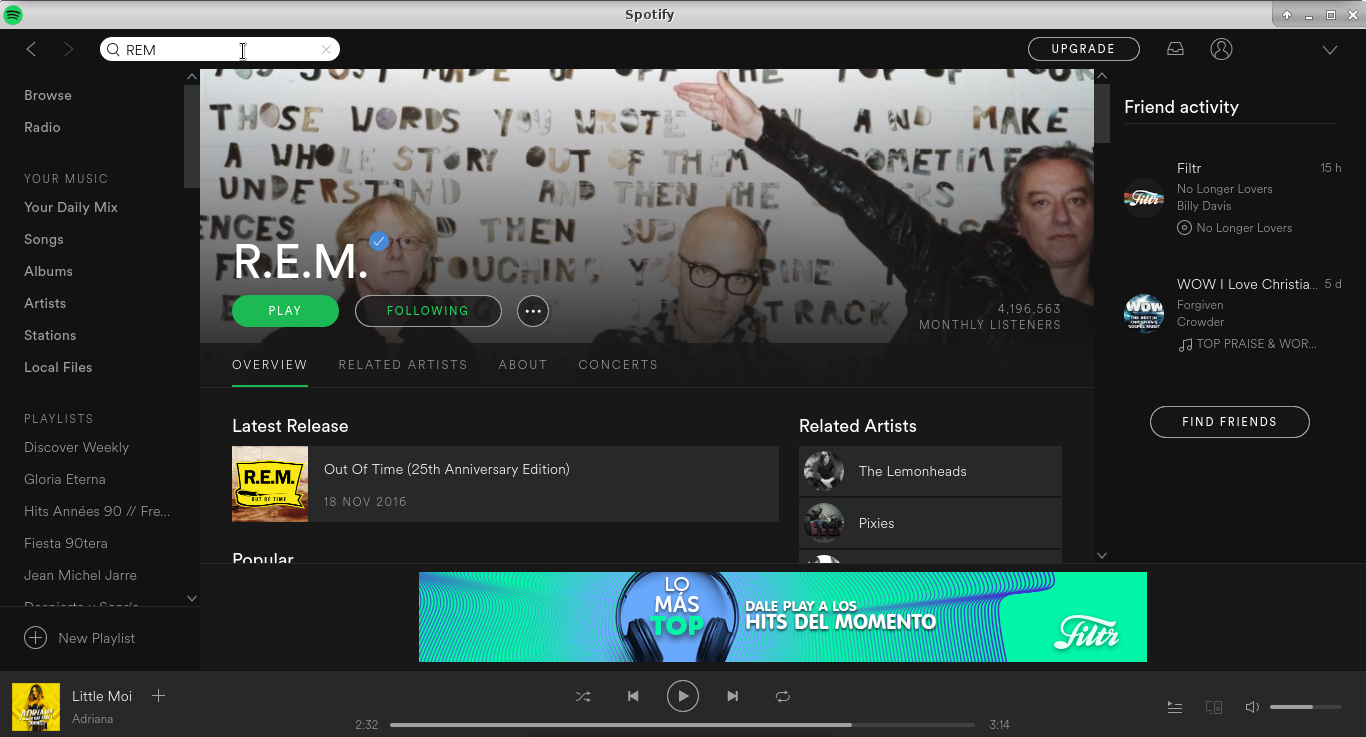 Spotify
REM
UPGRADE
Browse
Radio
YOUR MUSIC
Your Daily Mix
Songs
Albums
Artists
Stations
Local Files
PLAYLISTS
Discover Weekly
Gloria Eterna
Hits Années 90 // Fre...
Fiesta 90tera
Jean Michel Jarre
New Playlist
THOSE WORDS YOU WROTE
AND MAKE
A WHOLE STORY OUT OF THEM SOMETIME
UNDERSTAND AND THEN
AND THEN
TOUCHING
TRACK
R.E.M.
PLAY
FOLLOWING
4,196,563
MONTHLY LISTENERS
OVERVIEW
RELATED ARTISTS
ABOUT
CONCERTS
Latest Release
R.E.M.
OUT OF TIME
Out Of Time (25th Anniversary Edition)
18 NOV 2016
Popular
Related Artists
The Lemonheads
Pixies
Friend activity
Filtr
Filtr
15 h
No Longer Lovers
Billy Davis
No Longer Lovers
WOW
WOW I Love Christia...
5 d
Forgiven
Crowder
TOP PRAISE & WOR...
FIND FRIENDS
LO
MÁS
TOP
DALE PLAY A LOS
HITS DEL MOMENTO
Filtr
Little Moi
Adriana
2:32
3:14